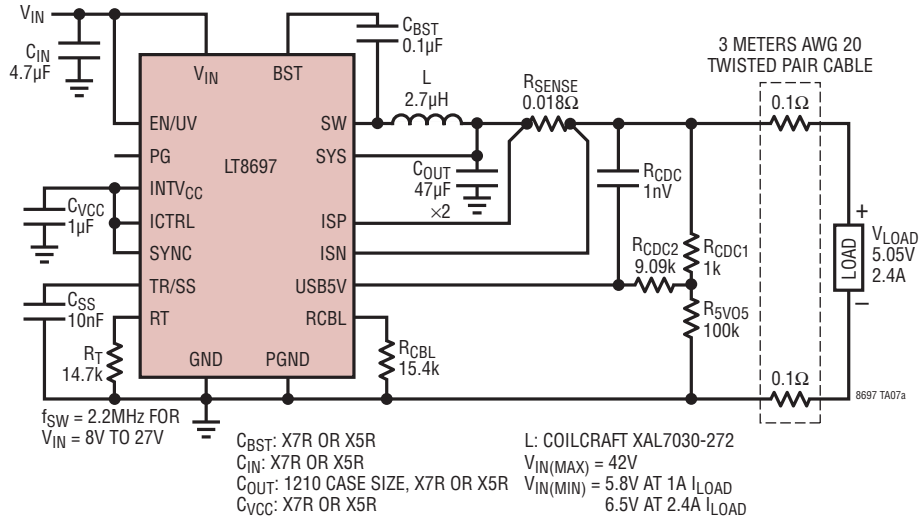 V_IN
C_IN
4.7µF
V_IN
BST
C_BST
0.1µF
L
2.7µH
R_SENSE
0.018Ω
3 METERS AWG 20
TWISTED PAIR CABLE
0.1Ω
EN/UV
SW
PG
LT8697
SYS
C_OUT
47µF
×2
R_CDC
1nV
INTV_CC
C_VCC
1µF
ICTRL
ISP
SYNC
ISN
R_CDC2
9.09k
R_CDC1
1k
LOAD
+
V_LOAD
5.05V
2.4A
–
TR/SS
USB5V
C_SS
10nF
RT
RCBL
R_5VO5
100k
R_T
14.7k
GND
PGND
R_CBL
15.4k
0.1Ω
8697 TA07a
f_SW = 2.2MHz FOR
V_IN = 8V TO 27V
C_BST: X7R OR X5R
C_IN: X7R OR X5R
C_OUT: 1210 CASE SIZE, X7R OR X5R
C_VCC: X7R OR X5R
L: COILCRAFT XAL7030-272
V_IN(MAX) = 42V
V_IN(MIN) = 5.8V AT 1A I_LOAD
6.5V AT 2.4A I_LOAD